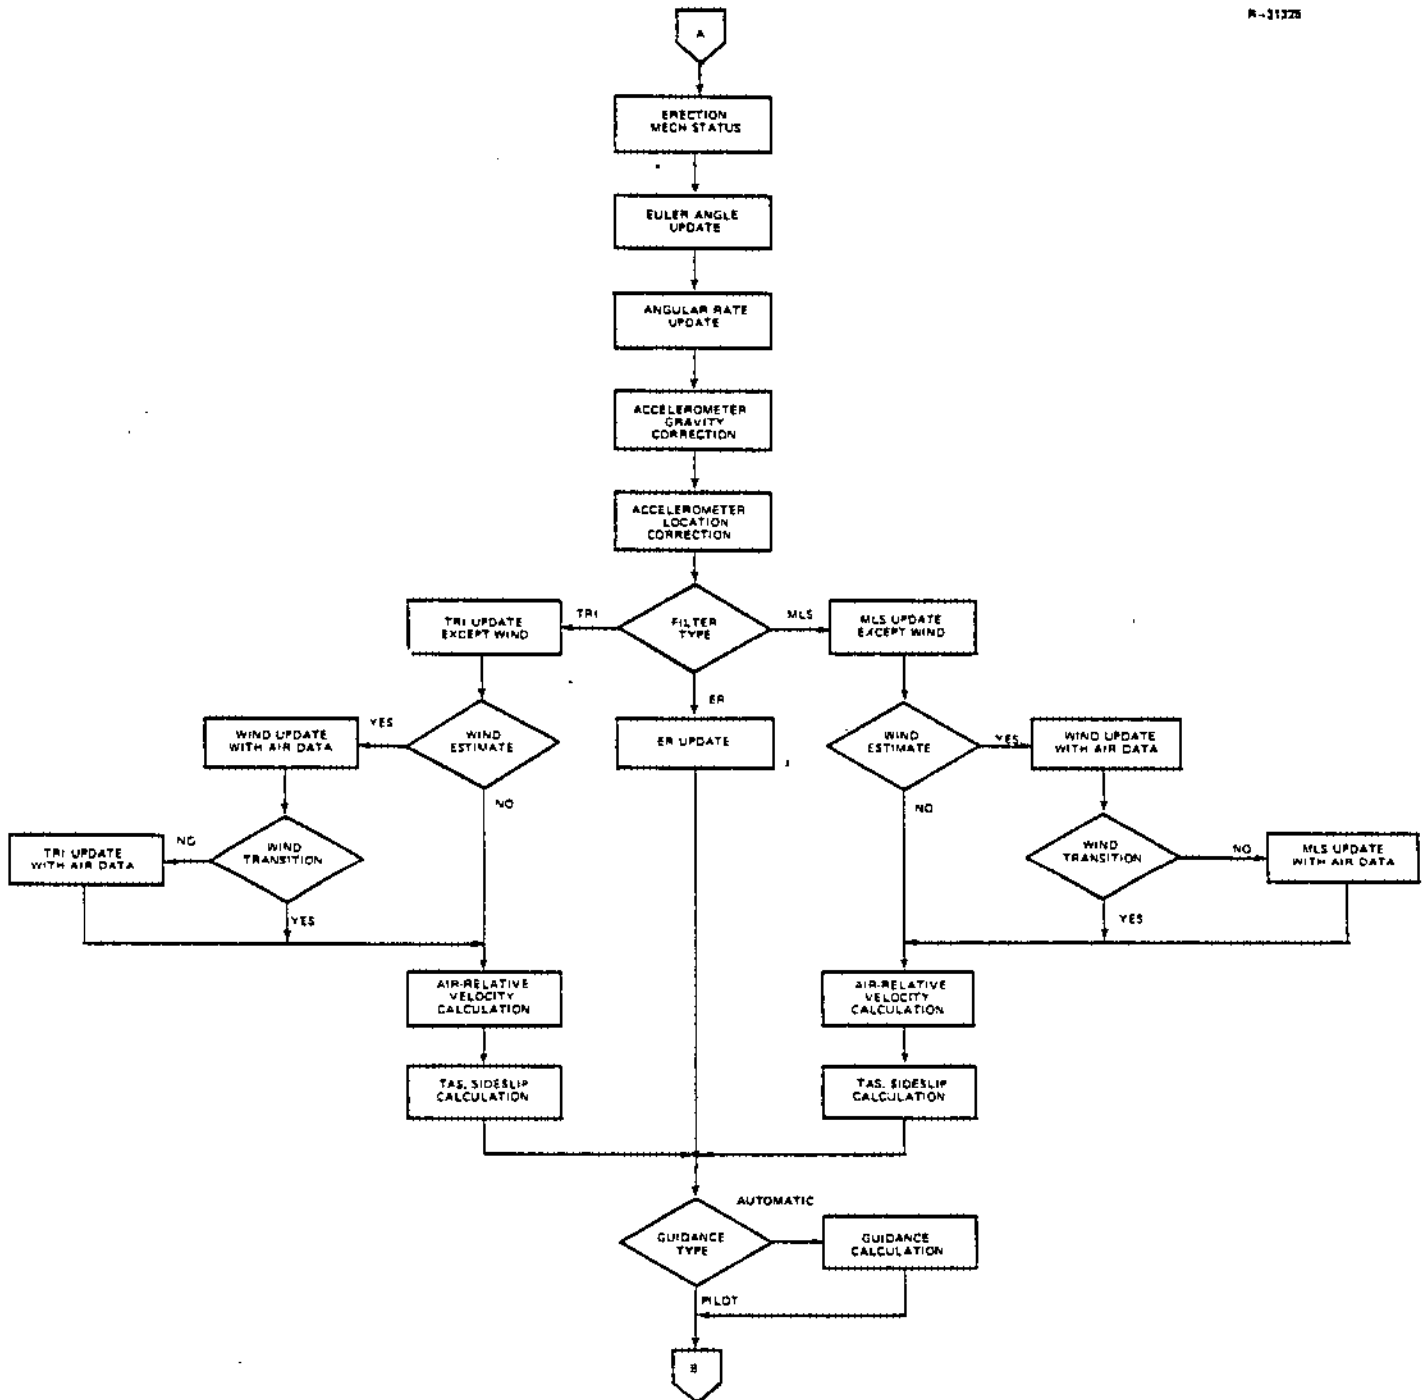 R-31325
A
ERECTION
MECH STATUS
EULER ANGLE
UPDATE
ANGULAR RATE
UPDATE
ACCELEROMETER
GRAVITY
CORRECTION
ACCELEROMETER
LOCATION
CORRECTION
TRI UPDATE
EXCEPT WIND
TRI
FILTER
TYPE
MLS
MLS UPDATE
EXCEPT WIND
ER
WIND UPDATE
WITH AIR DATA
YES
WIND
ESTIMATE
NO
ER UPDATE
WIND
ESTIMATE
YES
NO
WIND UPDATE
WITH AIR DATA
TRI UPDATE
WITH AIR DATA
NO
WIND
TRANSITION
YES
WIND
TRANSITION
NO
YES
MLS UPDATE
WITH AIR DATA
AIR-RELATIVE
VELOCITY
CALCULATION
AIR-RELATIVE
VELOCITY
CALCULATION
TAS, SIDESLIP
CALCULATION
TAS, SIDESLIP
CALCULATION
AUTOMATIC
GUIDANCE
TYPE
GUIDANCE
CALCULATION
PILOT
B